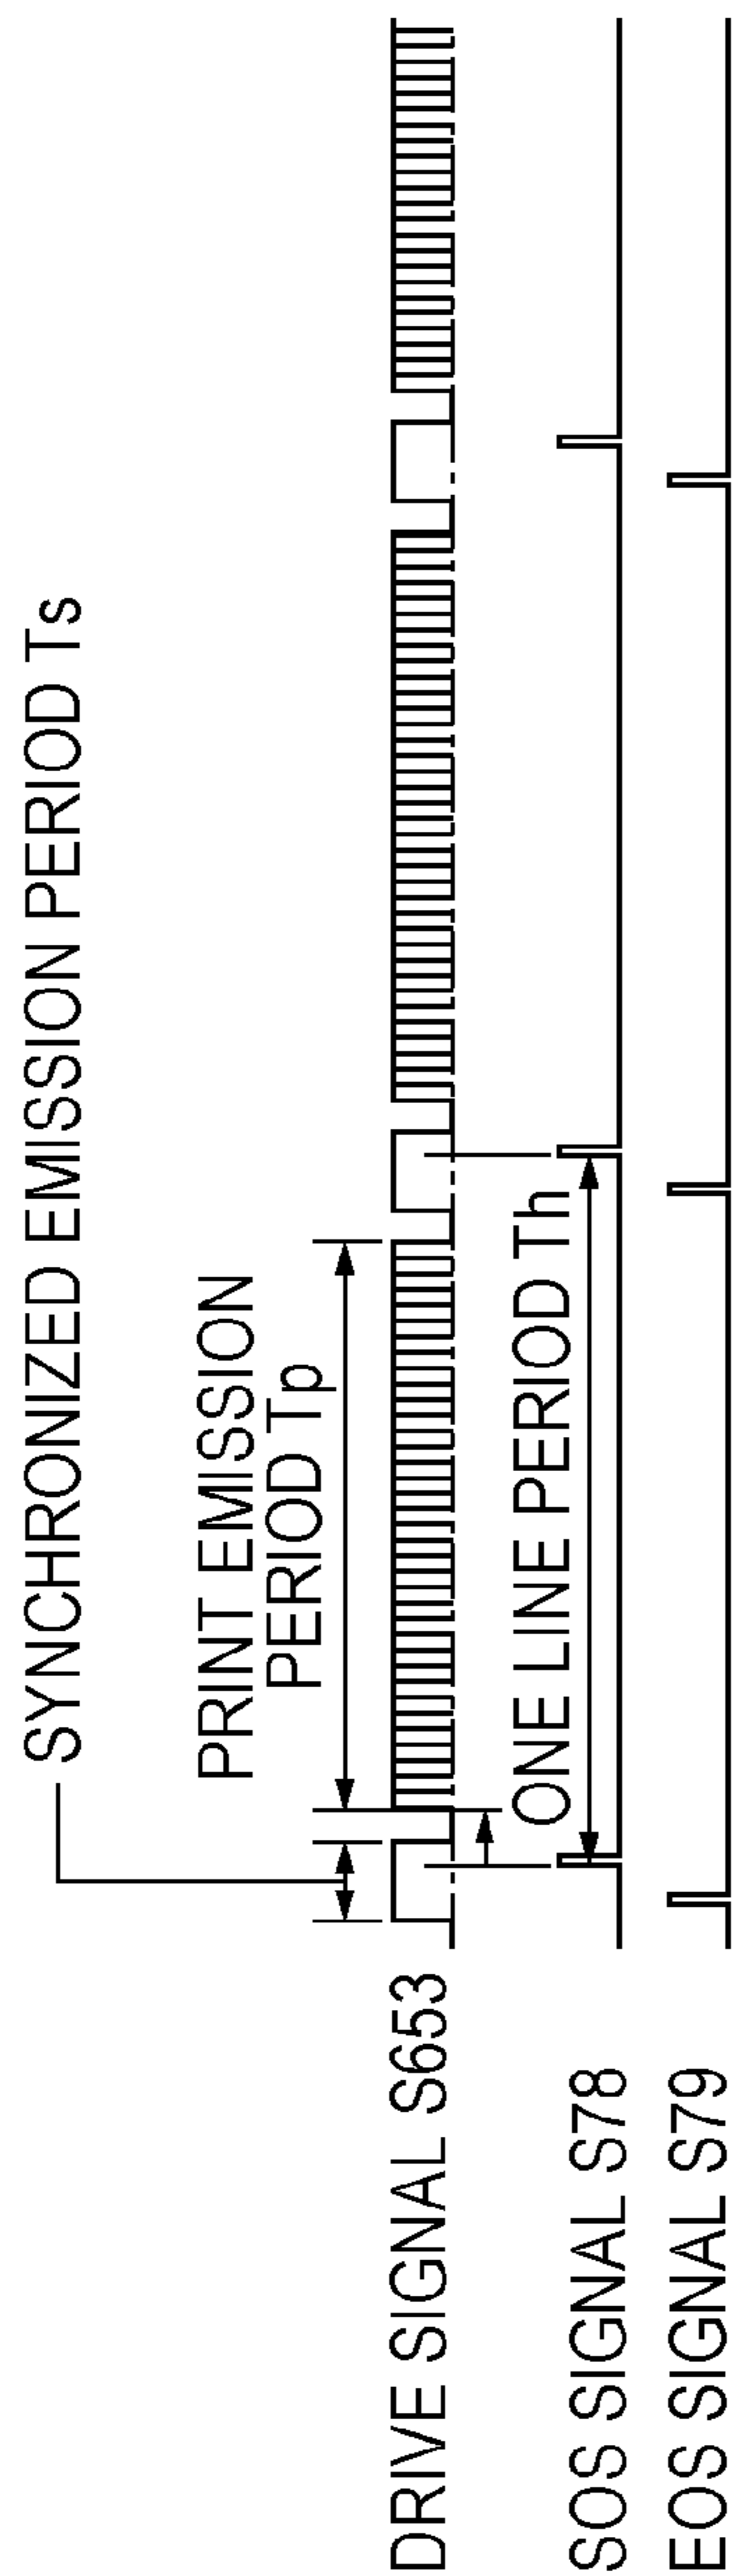 SYNCHRONIZED EMISSION PERIOD Ts
PRINT EMISSION
PERIOD Tp
DRIVE SIGNAL S653
ONE LINE PERIOD Th
SOS SIGNAL S78
EOS SIGNAL S79